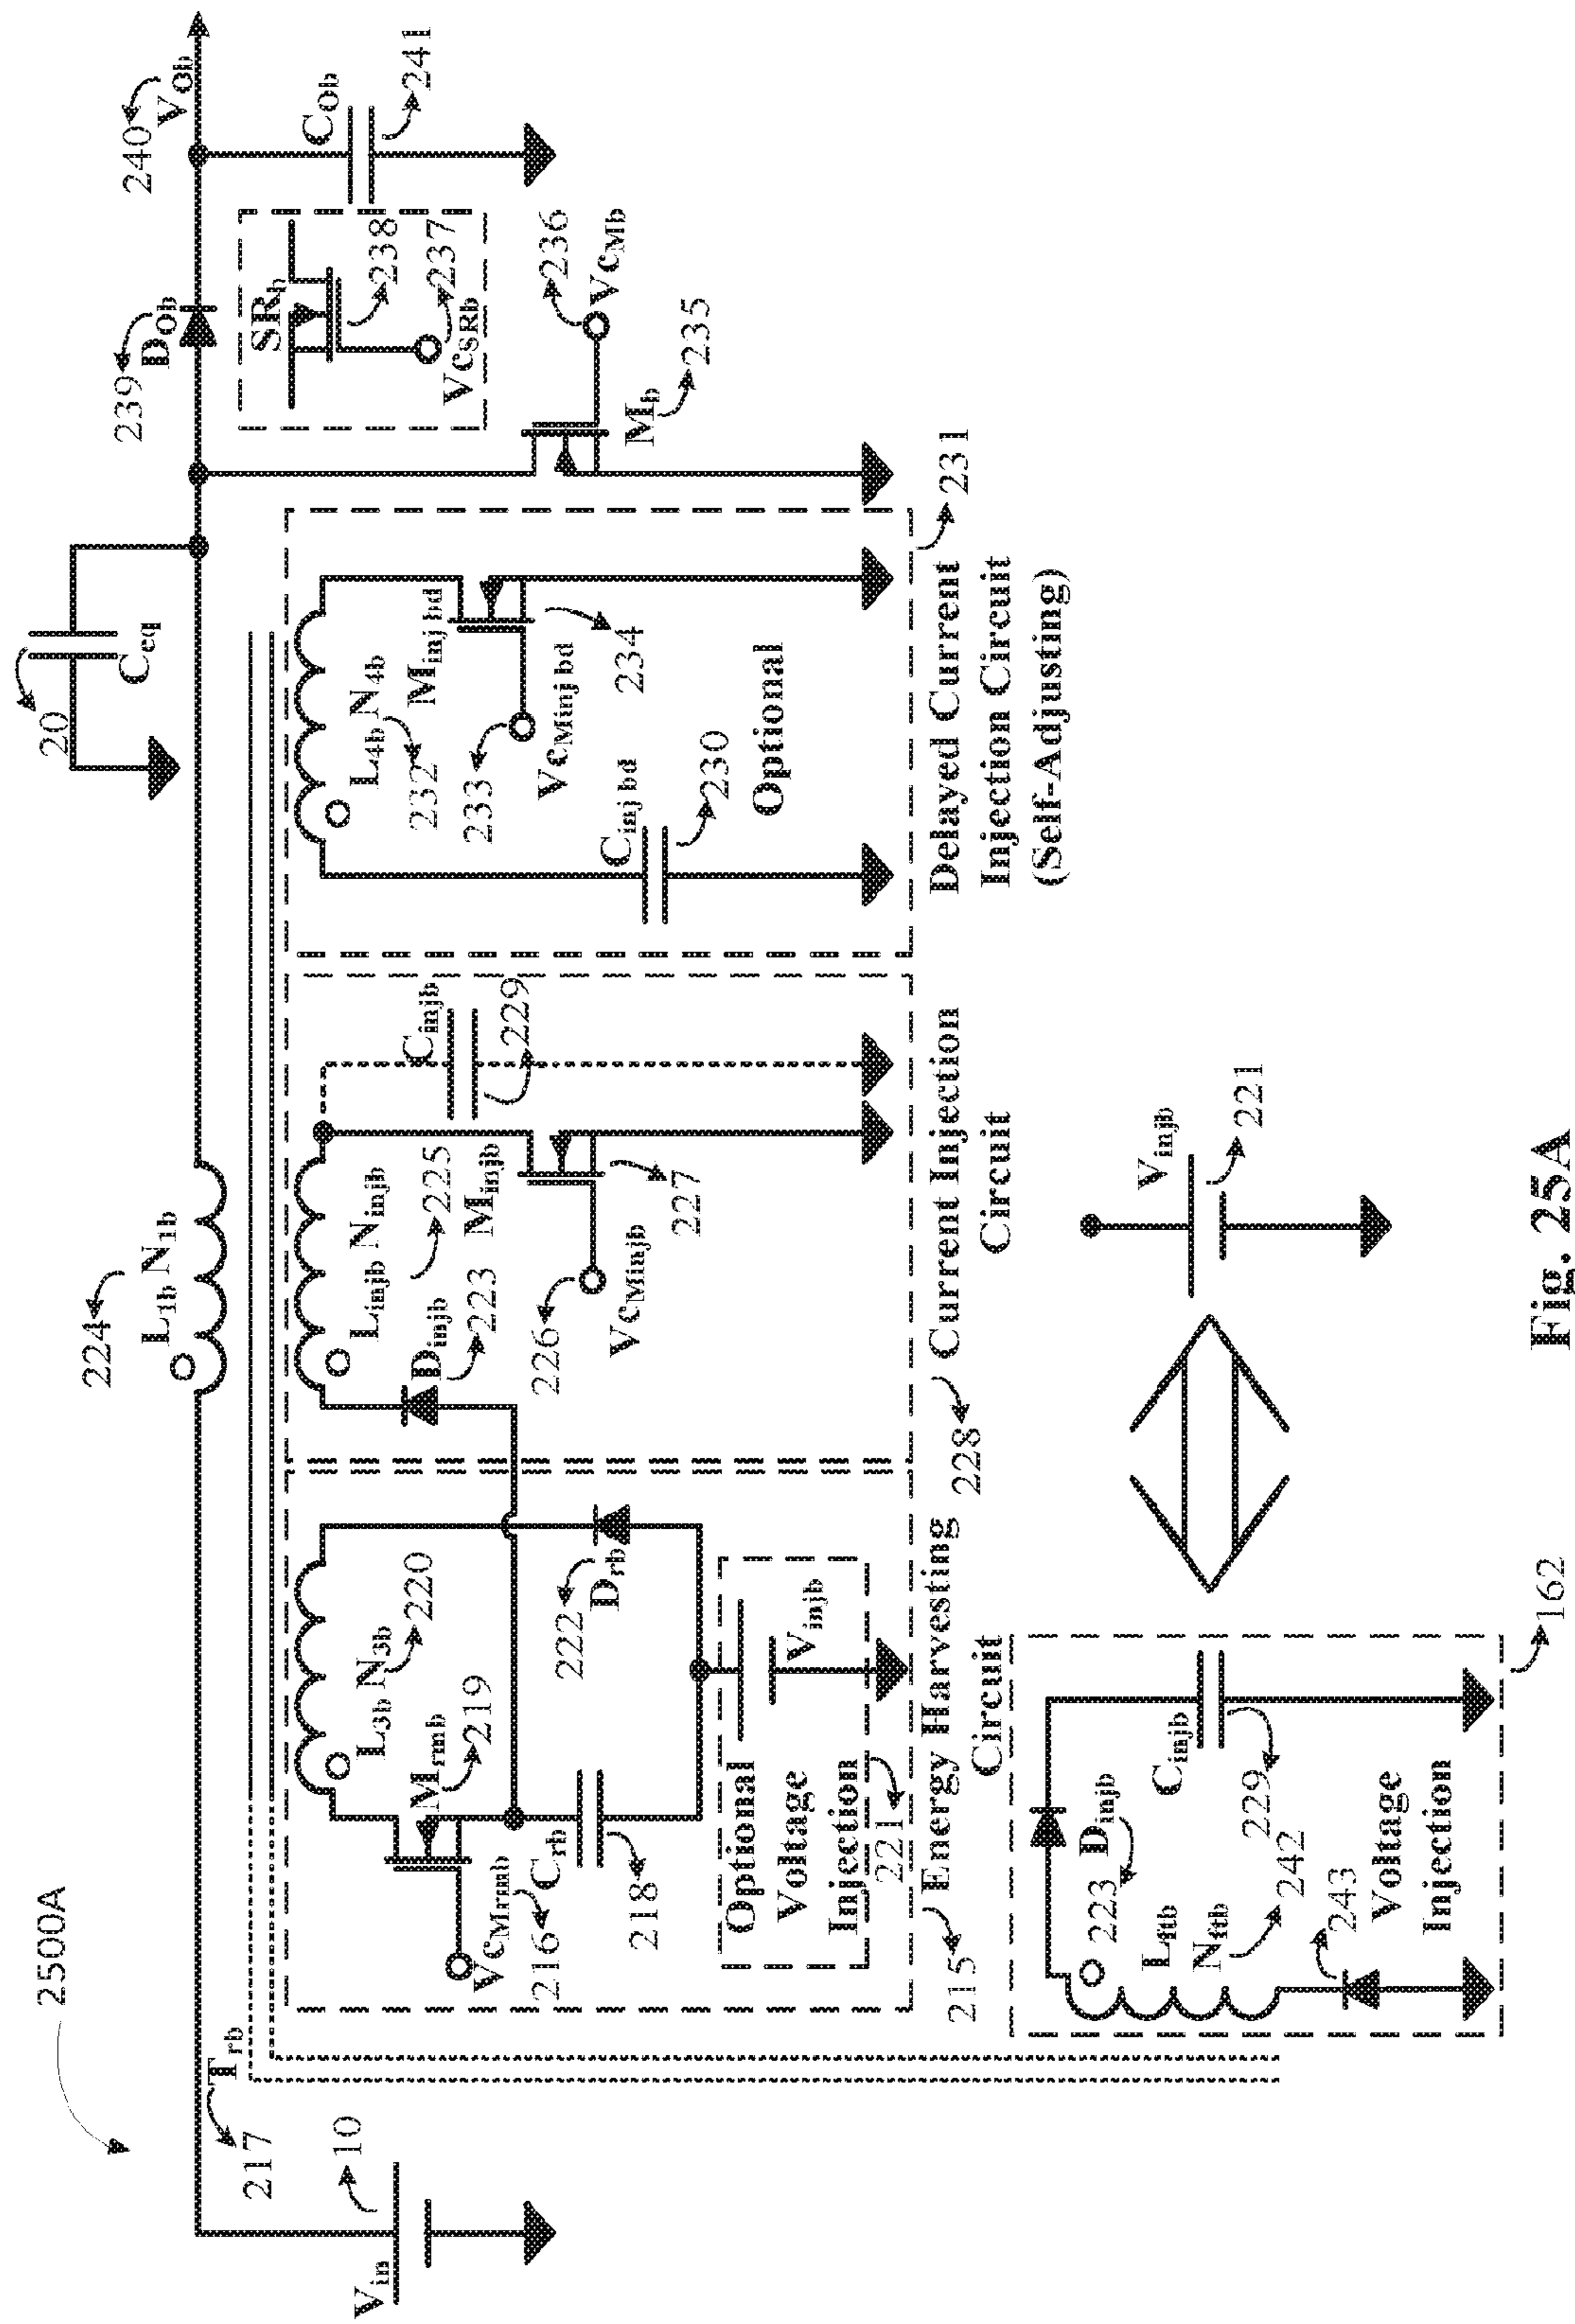 2500A
20
Ceq
240
VOb
239
DOb
COb
241
SRb
238
237
VcSRb
236
VcMb
Mb
235
224
L1b N1b
217
Trb
10
Vin
L3b N3b
220
Mrmb
219
VcMrmb
216
Crb
218
222
Drb
Optional
Voltage
Injection
221
Vinjb
Linjb Ninjb
225
Dinjb
223
Minjb
226
227
VcMinjb
Cinjb
229
L4b N4b
232
Minj bd
233
234
VcMinj bd
Cinj bd
230
Optional
215
Energy Harvesting
Circuit
228
Current Injection
Circuit
231
Delayed Current
Injection Circuit
(Self-Adjusting)
223
Dinjb
Cinjb
229
Lftb
Nftb
242
243
Voltage
Injection
162
Vinjb
221
Fig. 25A